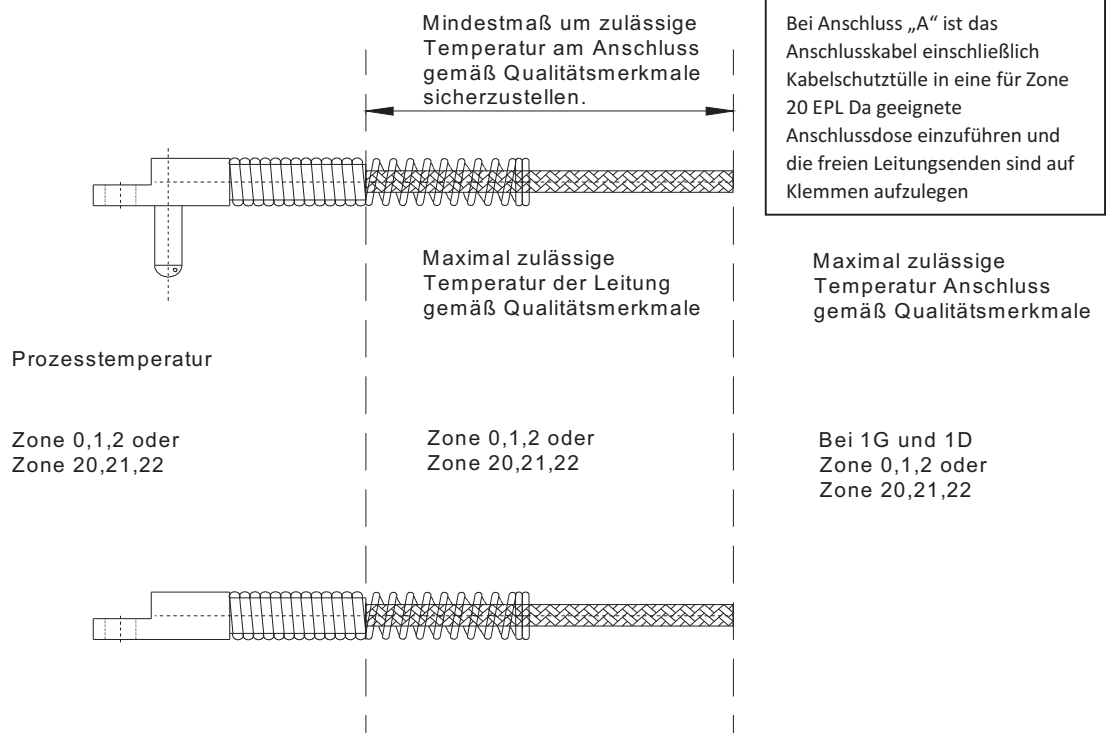 Mindestmaß um zulässige
Temperatur am Anschluss
gemäß Qualitätsmerkmale
sicherzustellen.
Bei Anschluss „A“ ist das
Anschlusskabel einschließlich
Kabelschutztülle in eine für Zone
20 EPL Da geeignete
Anschlussdose einzuführen und
die freien Leitungsenden sind auf
Klemmen aufzulegen
Maximal zulässige
Temperatur der Leitung
gemäß Qualitätsmerkmale
Maximal zulässige
Temperatur Anschluss
gemäß Qualitätsmerkmale
Prozesstemperatur
Zone 0,1,2 oder
Zone 20,21,22
Zone 0,1,2 oder
Zone 20,21,22
Bei 1G und 1D
Zone 0,1,2 oder
Zone 20,21,22